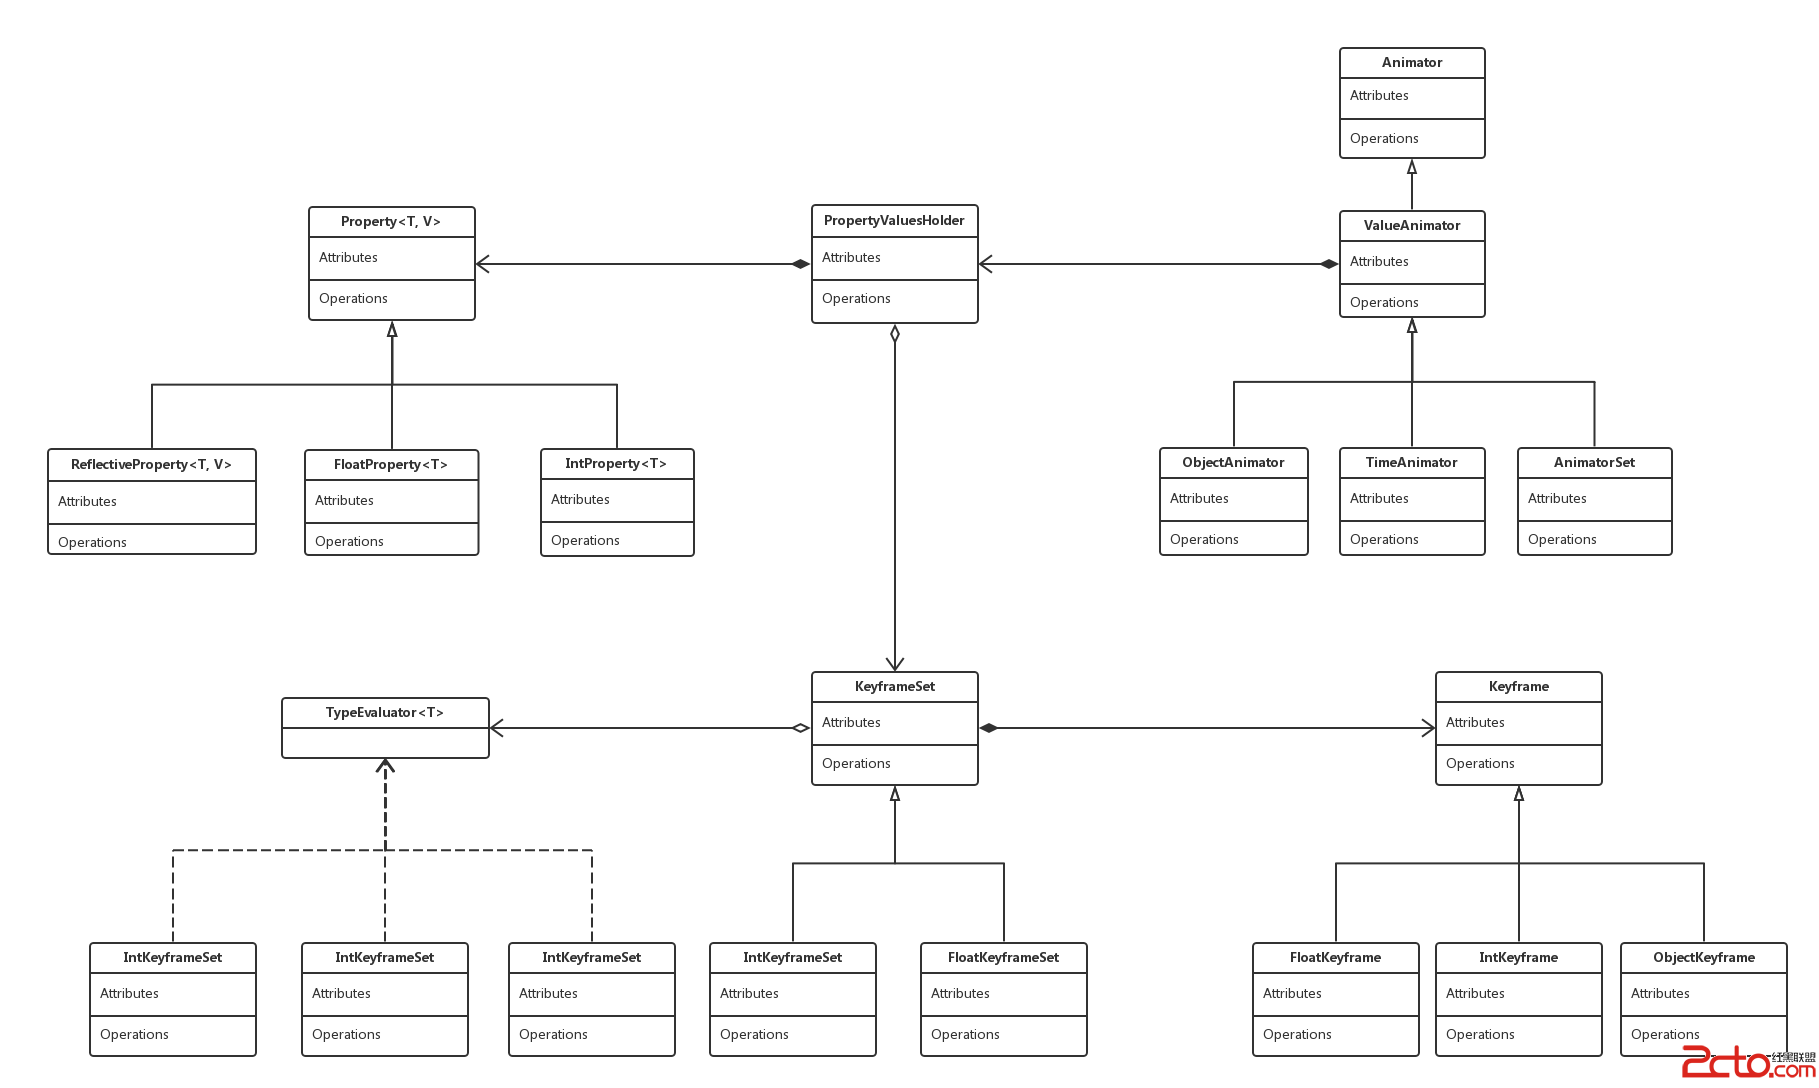 Animator
Attributes
Operations
Property<T, V>
Attributes
Operations
PropertyValuesHolder
Attributes
Operations
ValueAnimator
Attributes
Operations
ReflectiveProperty<T, V>
Attributes
Operations
FloatProperty<T>
Attributes
Operations
IntProperty<T>
Attributes
Operations
ObjectAnimator
Attributes
Operations
TimeAnimator
Attributes
Operations
AnimatorSet
Attributes
Operations
TypeEvaluator<T>
KeyframeSet
Attributes
Operations
Keyframe
Attributes
Operations
IntKeyframeSet
Attributes
Operations
IntKeyframeSet
Attributes
Operations
IntKeyframeSet
Attributes
Operations
IntKeyframeSet
Attributes
Operations
FloatKeyframeSet
Attributes
Operations
FloatKeyframe
Attributes
Operations
IntKeyframe
Attributes
Operations
ObjectKeyframe
Attributes
Operations
2cto.com
红黑联盟